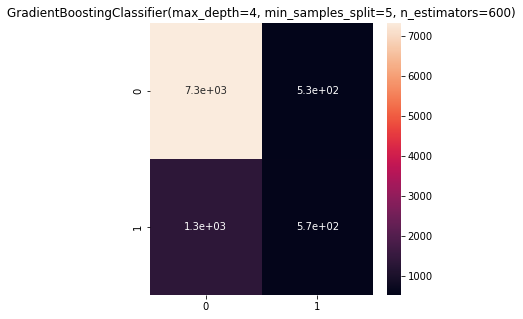 GradientBoostingClassifier(max_depth=4, min_samples_split=5, n_estimators=600)
0
7.3e+03
5.3e+02
1
1.3e+03
5.7e+02
0
1
7000
6000
5000
4000
3000
2000
1000